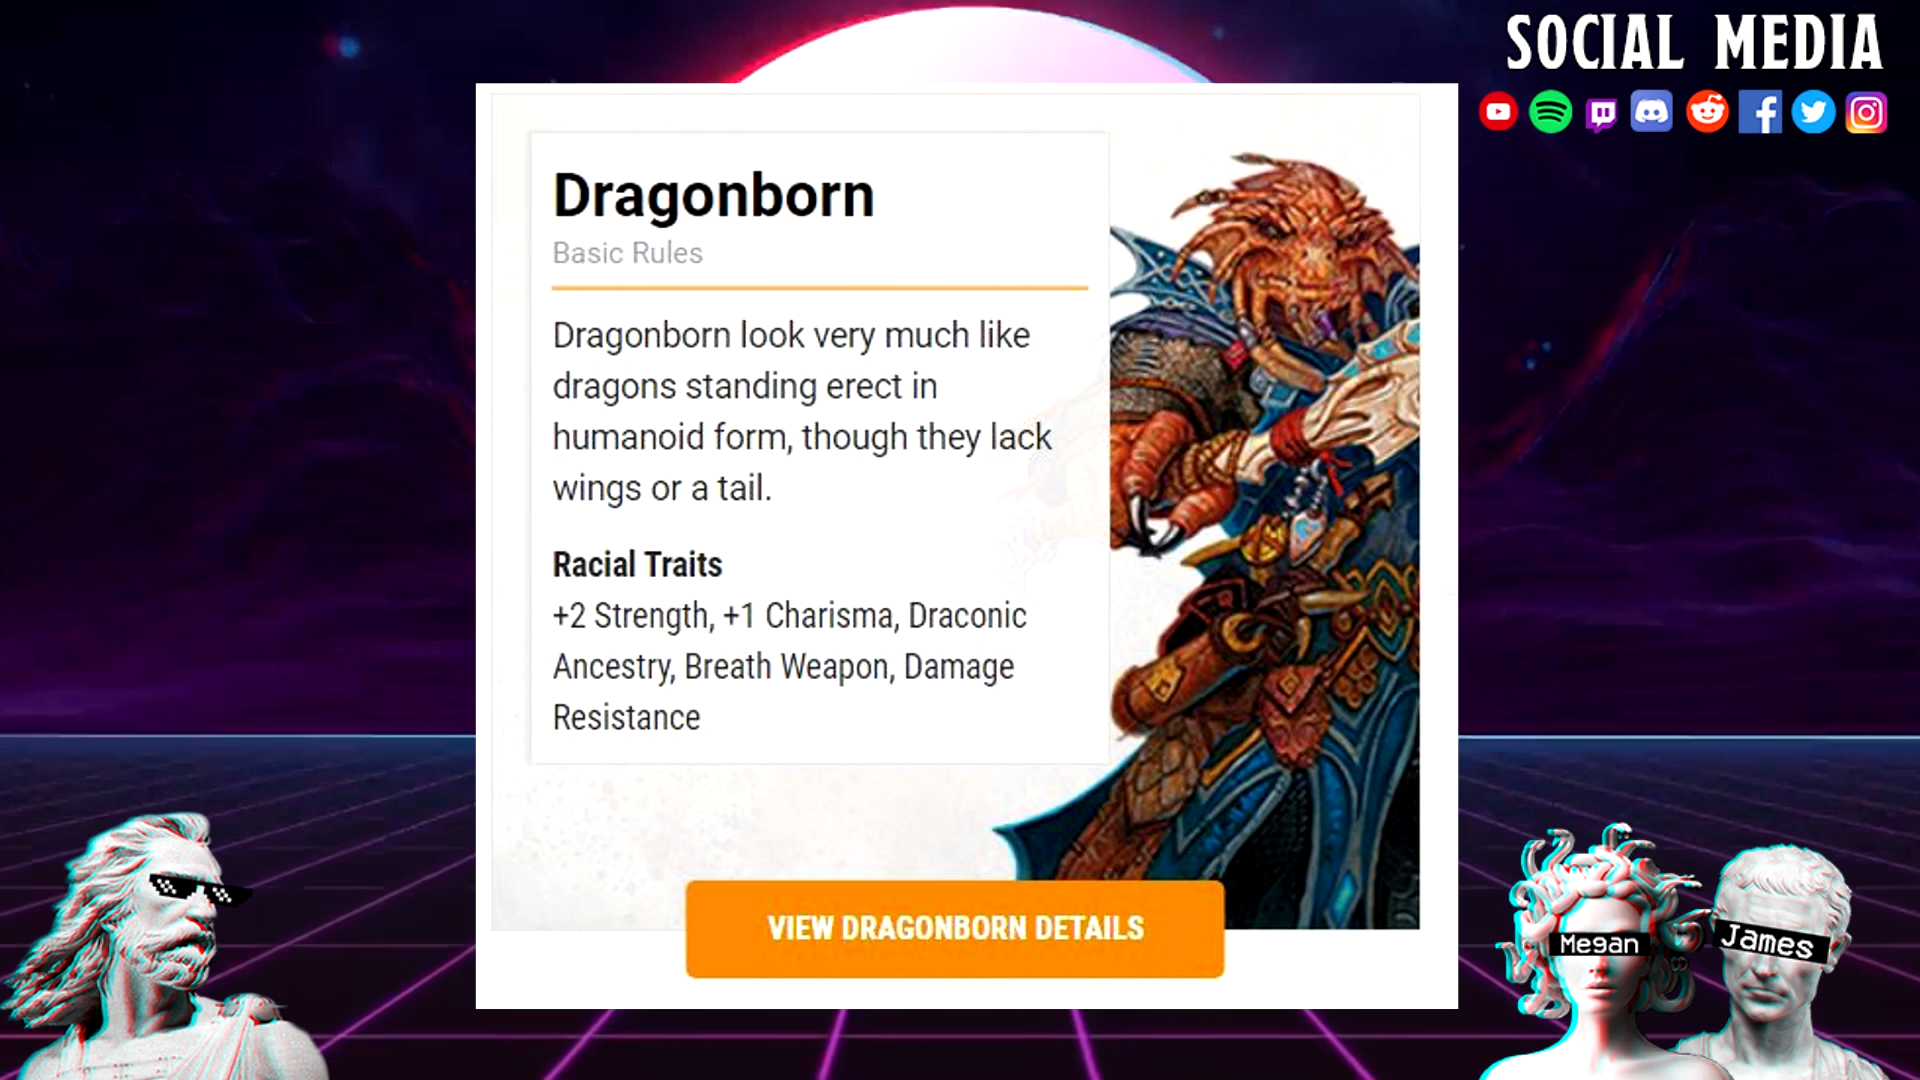 SOCIAL MEDIA
Dragonborn
Basic Rules
Dragonborn look very much like
dragons standing erect in
humanoid form, though they lack
wings or a tail.
Racial Traits
+2 Strength, +1 Charisma, Draconic
Ancestry, Breath Weapon, Damage
Resistance
VIEW DRAGONBORN DETAILS
Megan
James